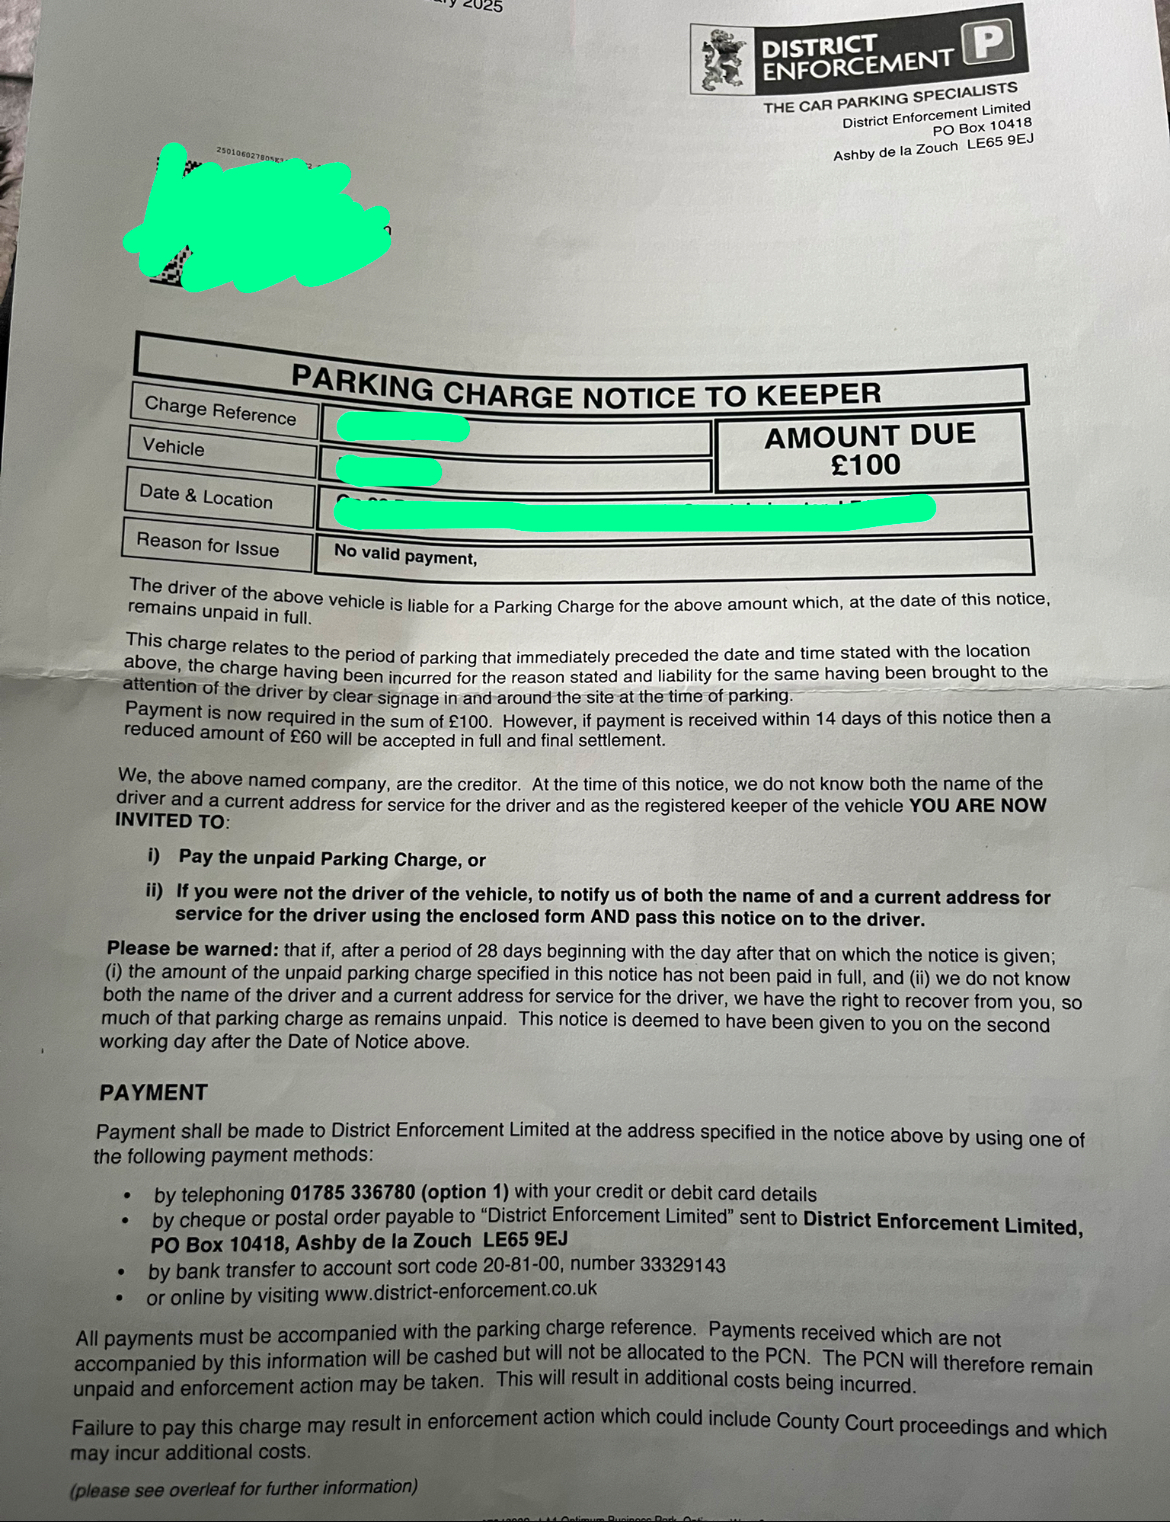 2025
DISTRICT
ENFORCEMENT P
THE CAR PARKING SPECIALISTS
District Enforcement Limited
PO Box 10418
Ashby de la Zouch LE65 9EJ
PARKING CHARGE NOTICE TO KEEPER
Charge Reference
AMOUNT DUE
£100
Vehicle
Date & Location
Reason for Issue
No valid payment,
The driver of the above vehicle is liable for a Parking Charge for the above amount which, at the date of this notice,
remains unpaid in full.
This charge relates to the period of parking that immediately preceded the date and time stated with the location
above, the charge having been incurred for the reason stated and liability for the same having been brought to the
attention of the driver by clear signage in and around the site at the time of parking.
Payment is now required in the sum of £100. However, if payment is received within 14 days of this notice then a
reduced amount of £60 will be accepted in full and final settlement.
We, the above named company, are the creditor. At the time of this notice, we do not know both the name of the
driver and a current address for service for the driver and as the registered keeper of the vehicle YOU ARE NOW
INVITED TO:
i) Pay the unpaid Parking Charge, or
ii) If you were not the driver of the vehicle, to notify us of both the name of and a current address for
service for the driver using the enclosed form AND pass this notice on to the driver.
Please be warned: that if, after a period of 28 days beginning with the day after that on which the notice is given;
(i) the amount of the unpaid parking charge specified in this notice has not been paid in full, and (ii) we do not know
both the name of the driver and a current address for service for the driver, we have the right to recover from you, so
much of that parking charge as remains unpaid. This notice is deemed to have been given to you on the second
working day after the Date of Notice above.
PAYMENT
Payment shall be made to District Enforcement Limited at the address specified in the notice above by using one of
the following payment methods:
• by telephoning 01785 336780 (option 1) with your credit or debit card details
• by cheque or postal order payable to “District Enforcement Limited” sent to District Enforcement Limited,
PO Box 10418, Ashby de la Zouch LE65 9EJ
• by bank transfer to account sort code 20-81-00, number 33329143
• or online by visiting www.district-enforcement.co.uk
All payments must be accompanied with the parking charge reference. Payments received which are not
accompanied by this information will be cashed but will not be allocated to the PCN. The PCN will therefore remain
unpaid and enforcement action may be taken. This will result in additional costs being incurred.
Failure to pay this charge may result in enforcement action which could include County Court proceedings and which
may incur additional costs.
(please see overleaf for further information)